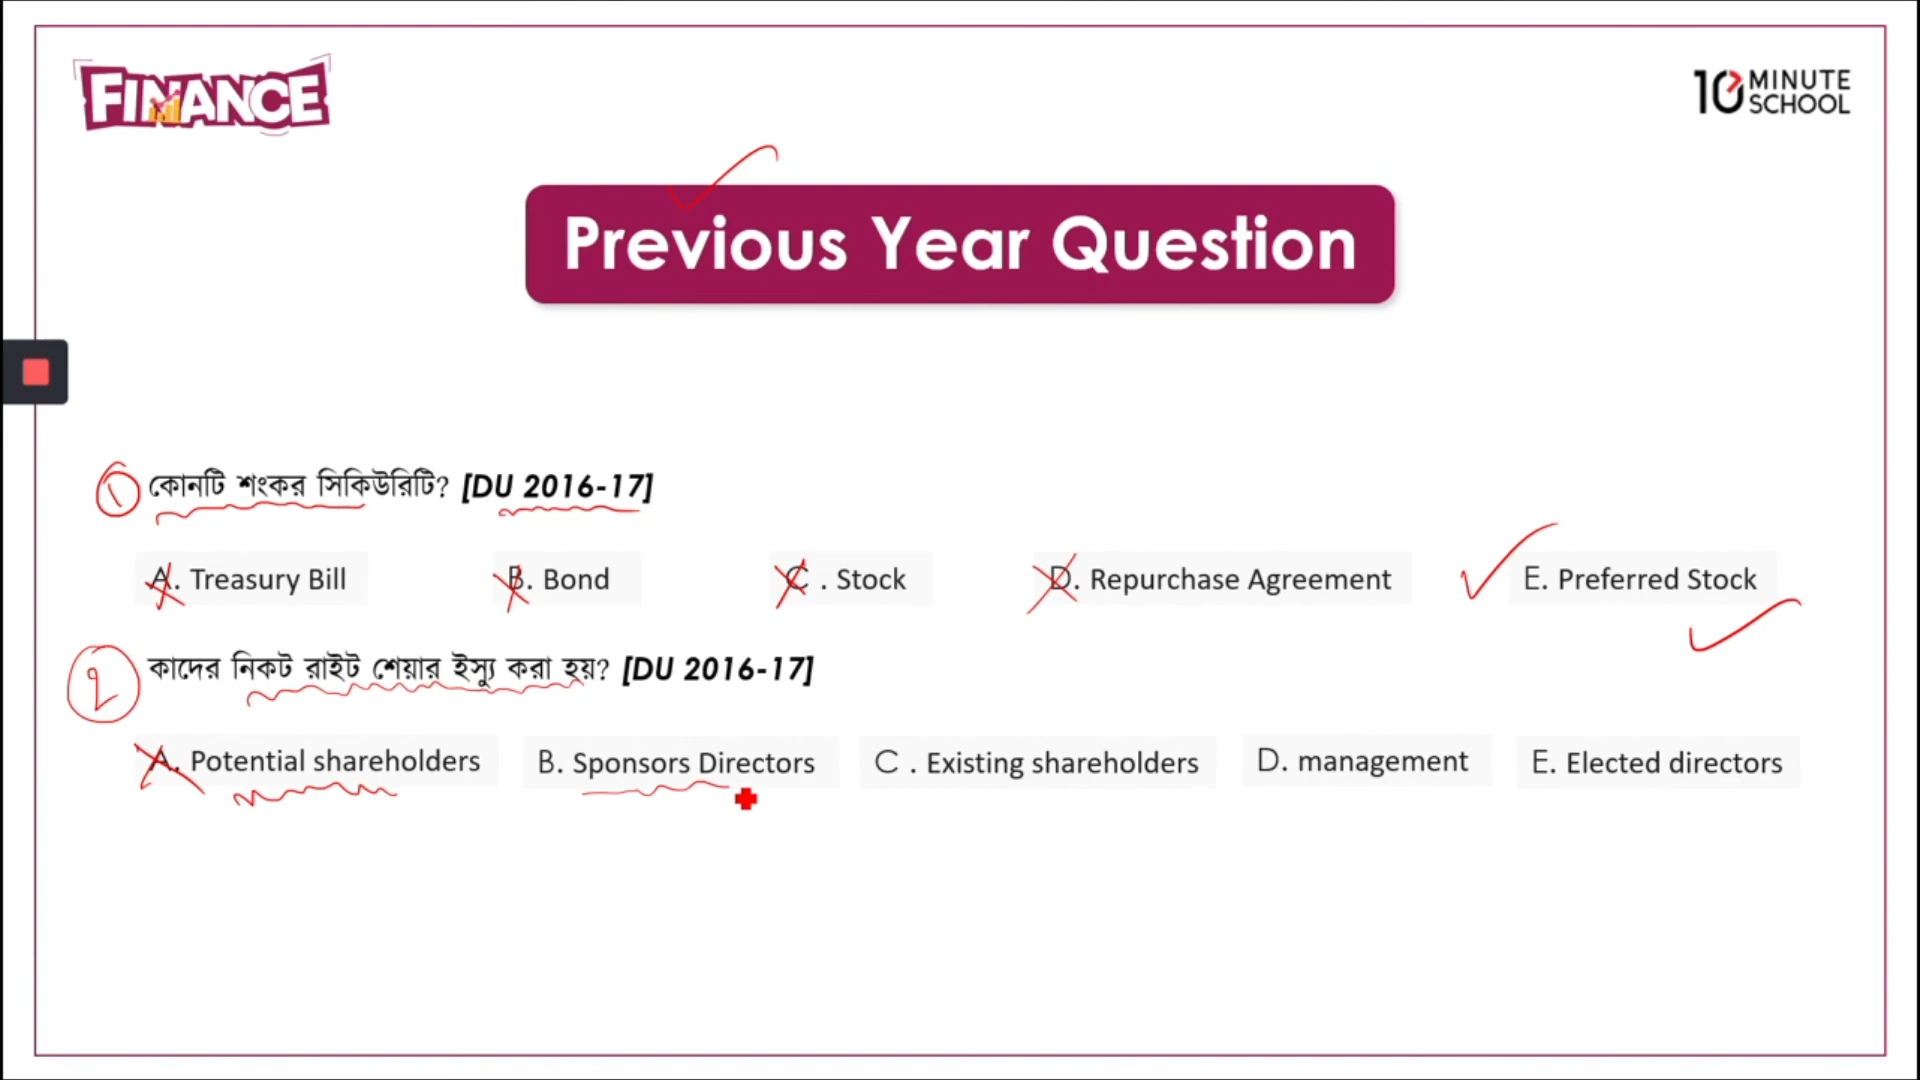 FINANCE
10 MINUTE SCHOOL
Previous Year Question
① কোনটি শংকর সিকিউরিটি? [DU 2016-17]
A. Treasury Bill B. Bond C . Stock D. Repurchase Agreement E. Preferred Stock
২ কাদের নিকট রাইট শেয়ার ইস্যু করা হয়? [DU 2016-17]
A. Potential shareholders B. Sponsors Directors C . Existing shareholders D. management E. Elected directors